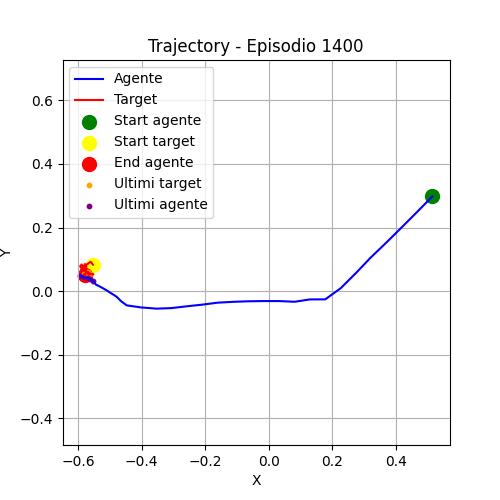 Trajectory - Episodio 1400
Agente
Target
Start agente
Start target
End agente
Ultimi target
Ultimi agente
0.6
0.4
0.2
0.0
−0.2
−0.4
Y
−0.6
−0.4
−0.2
0.0
0.2
0.4
X